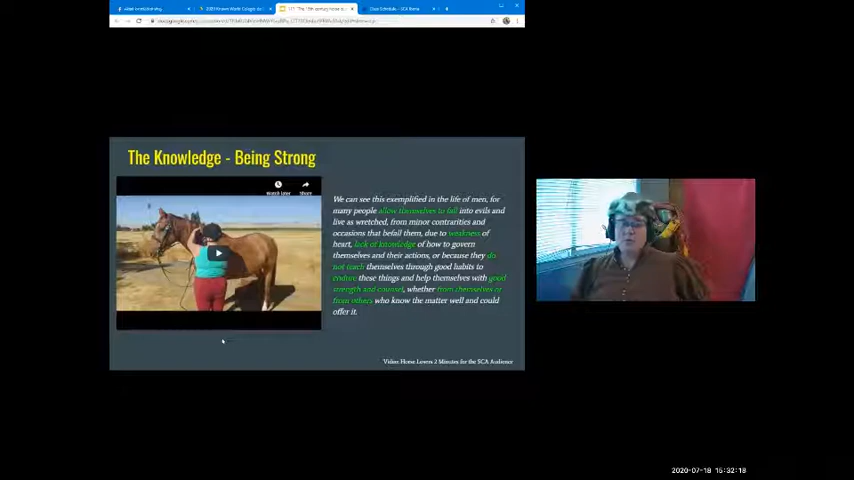 The Knowledge - Being Strong
Watch later
Share
We can see this exemplified in the life of men, for
many people allow themselves to fall into evils and
live as wretched, from minor contrarities and
occasions that befall them, due to weakness of
heart, lack of knowledge of how to govern
themselves and their actions, or because they do
not teach themselves through good habits to
endure these things and help themselves with good
strength and counsel, whether from themselves or
from others who know the matter well and could
offer it.
Video: Horse Lovers 2 Minutes for the SCA Audience
2020-07-18 15:32:18